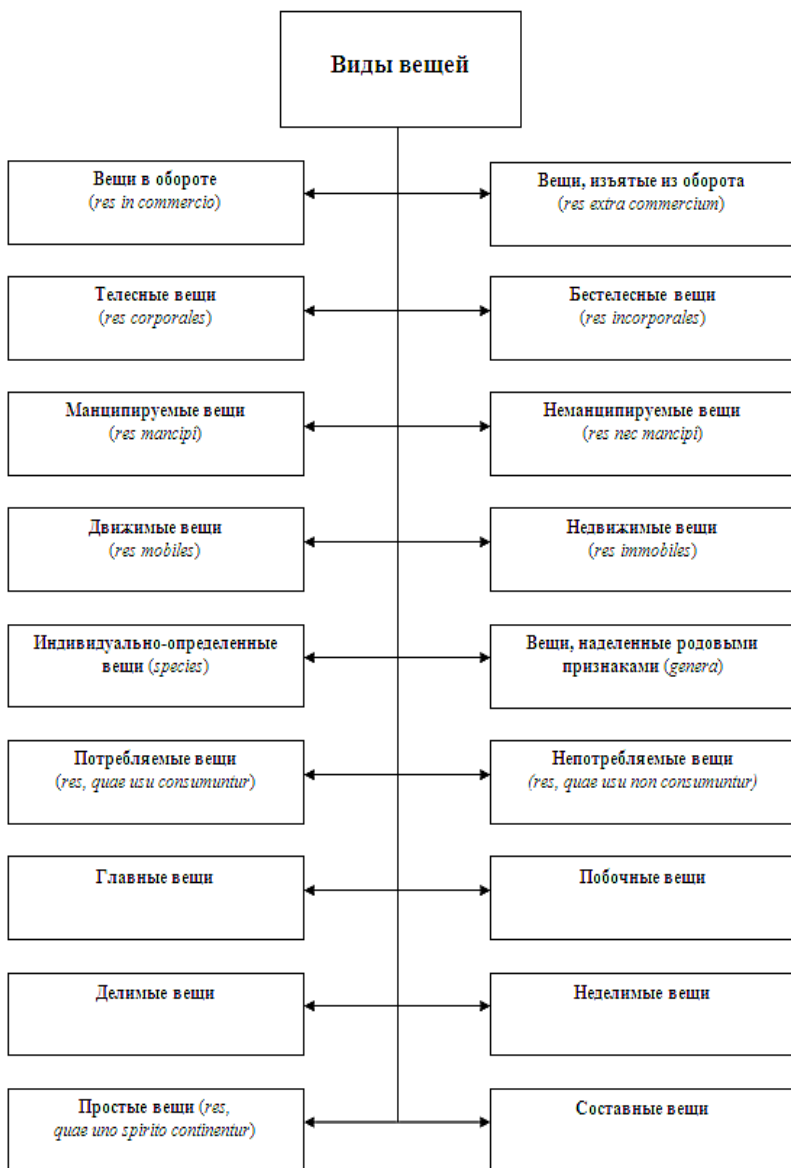 Виды вещей
Вещи в обороте
(res in commercio)
Вещи, изъятые из оборота
(res extra commercium)
Телесные вещи
(res corporales)
Бестелесные вещи
(res incorporales)
Манципируемые вещи
(res mancipi)
Неманципируемые вещи
(res nec mancipi)
Движимые вещи
(res mobiles)
Недвижимые вещи
(res immobiles)
Индивидуально-определенные
вещи (species)
Вещи, наделенные родовыми
признаками (genera)
Потребляемые вещи
(res, quae usu consumuntur)
Непотребляемые вещи
(res, quae usu non consumuntur)
Главные вещи
Побочные вещи
Делимые вещи
Неделимые вещи
Простые вещи (res,
quae uno spirito continentur)
Составные вещи